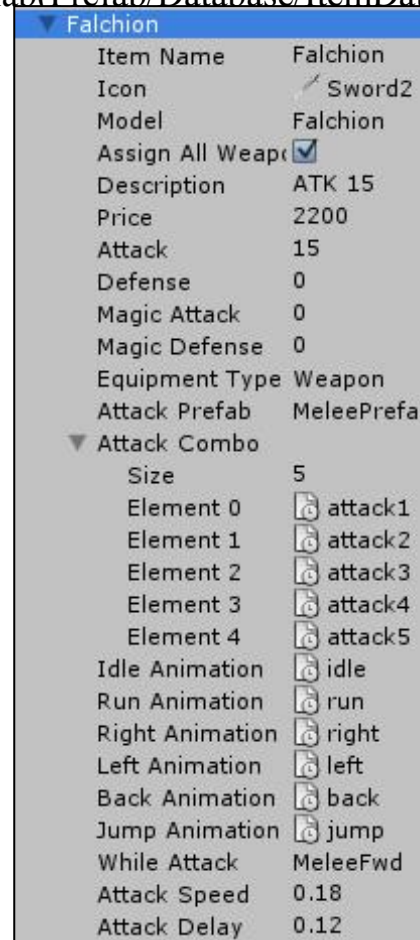 Falchion
Item Name Falchion
Icon Sword2
Model Falchion
Assign All Weap
Description ATK 15
Price 2200
Attack 15
Defense 0
Magic Attack 0
Magic Defense 0
Equipment Type Weapon
Attack Prefab MeleePrefa
Attack Combo
Size 5
Element 0 attack1
Element 1 attack2
Element 2 attack3
Element 3 attack4
Element 4 attack5
Idle Animation idle
Run Animation run
Right Animation right
Left Animation left
Back Animation back
Jump Animation jump
While Attack MeleeFwd
Attack Speed 0.18
Attack Delay 0.12